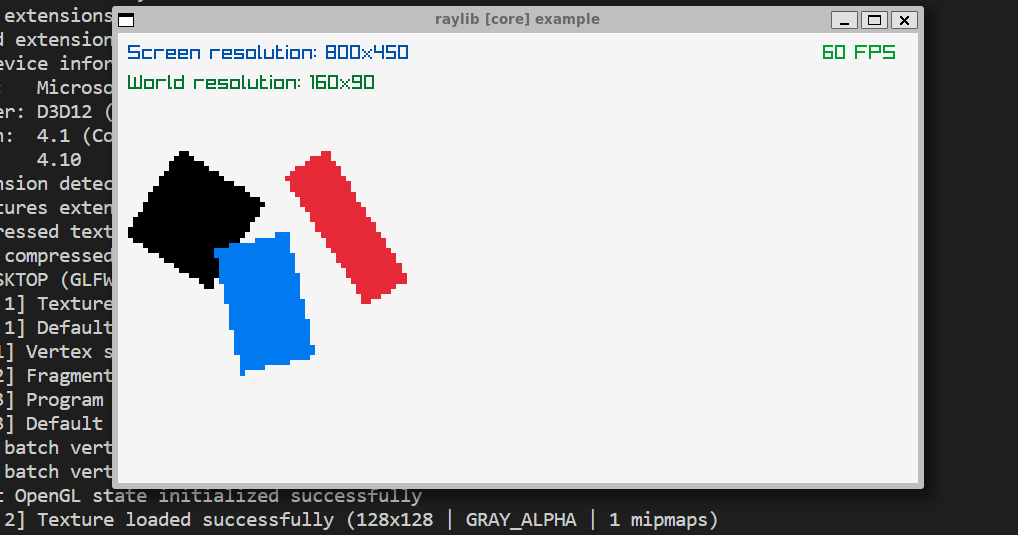 extensions
raylib [core] example
Screen resolution: 800x450
60 FPS
World resolution: 160x90
d extension
evice infor
Microso
er: D3D12 (
n: 4.1 (Co
4.10
nsion detec
tures exten
ressed text
compressed
SKTOP (GLFW
1] Texture
1] Default
1] Vertex s
2] Fragment
3] Program
3] Default
batch vert
batch vert
t OpenGL state initialized successfully
2] Texture loaded successfully (128x128 | GRAY_ALPHA | 1 mipmaps)